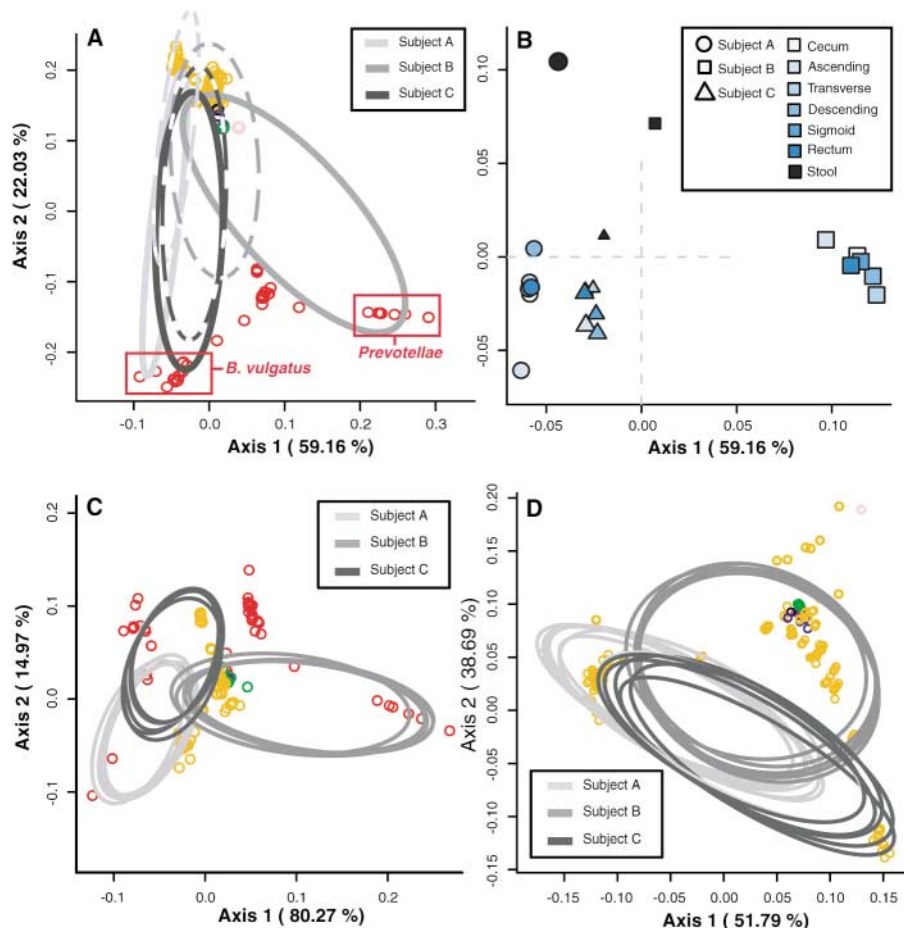 A
Subject A
Subject B
Subject C
Axis 2 ( 22.03 %)
0.2
0.1
0.0
-0.1
-0.2
B. vulgatus
Prevotellae
-0.1
0.0
0.1
0.2
0.3
Axis 1 ( 59.16 %)
B
Subject A
Subject B
Subject C
Cecum
Ascending
Transverse
Descending
Sigmoid
Rectum
Stool
0.10
0.05
0.00
-0.05
-0.05
0.00
0.05
0.10
Axis 1 ( 59.16 %)
C
Subject A
Subject B
Subject C
Axis 2 ( 14.97 %)
0.2
0.1
0.0
-0.1
-0.1
0.0
0.1
0.2
Axis 1 ( 80.27 %)
D
Subject A
Subject B
Subject C
Axis 2 ( 38.69 %)
0.20
0.15
0.10
0.05
0.00
-0.05
-0.10
-0.15
-0.15
-0.10
-0.05
0.00
0.05
0.10
0.15
Axis 1 ( 51.79 %)